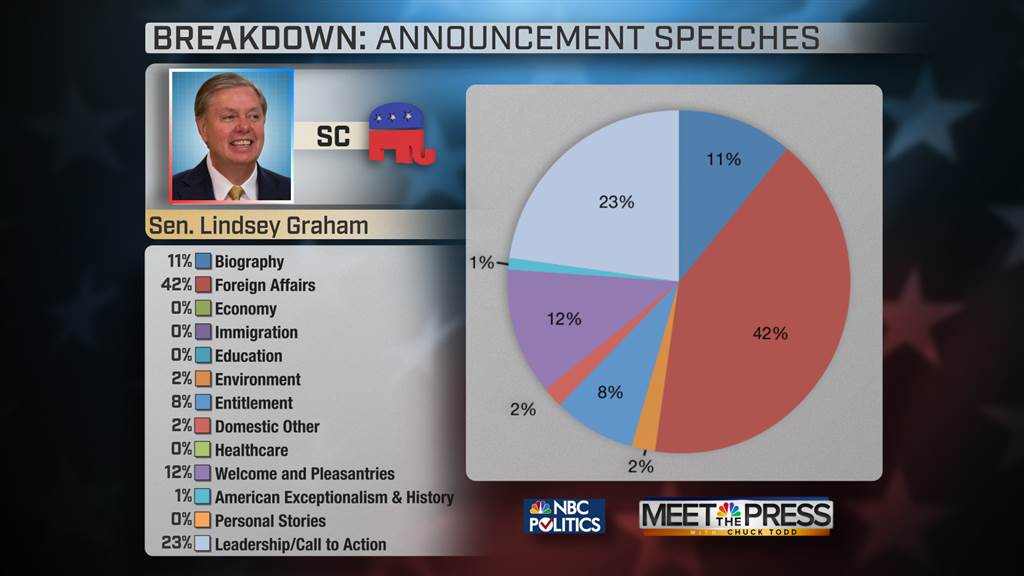 BREAKDOWN: ANNOUNCEMENT SPEECHES
SC
Sen. Lindsey Graham
11% Biography
42% Foreign Affairs
0% Economy
0% Immigration
0% Education
2% Environment
8% Entitlement
2% Domestic Other
0% Healthcare
12% Welcome and Pleasantries
1% American Exceptionalism & History
0% Personal Stories
23% Leadership/Call to Action
11%
23%
1%
42%
12%
8%
2%
2%
NBC
POLITICS
MEET THE PRESS
WITH CHUCK TODD